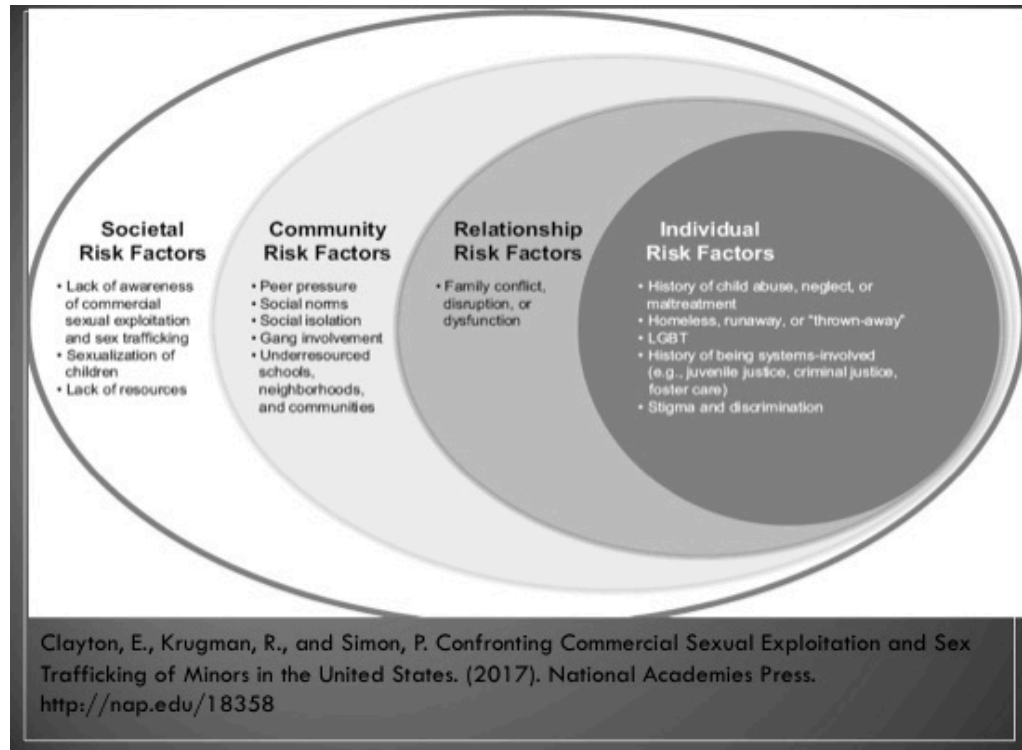 Societal
Risk Factors
• Lack of awareness
of commercial
sexual exploitation
and sex trafficking
• Sexualization of
children
• Lack of resources
Community
Risk Factors
• Peer pressure
• Social norms
• Social isolation
• Gang involvement
• Underresourced
schools,
neighborhoods,
and communities
Relationship
Risk Factors
• Family conflict,
disruption, or
dysfunction
Individual
Risk Factors
• History of child abuse, neglect, or
maltreatment
• Homeless, runaway, or "thrown-away"
• LGBT
• History of being systems-involved
(e.g., juvenile justice, criminal justice,
foster care)
• Stigma and discrimination
Clayton, E., Krugman, R., and Simon, P. Confronting Commercial Sexual Exploitation and Sex
Trafficking of Minors in the United States. (2017). National Academies Press.
http://nap.edu/18358